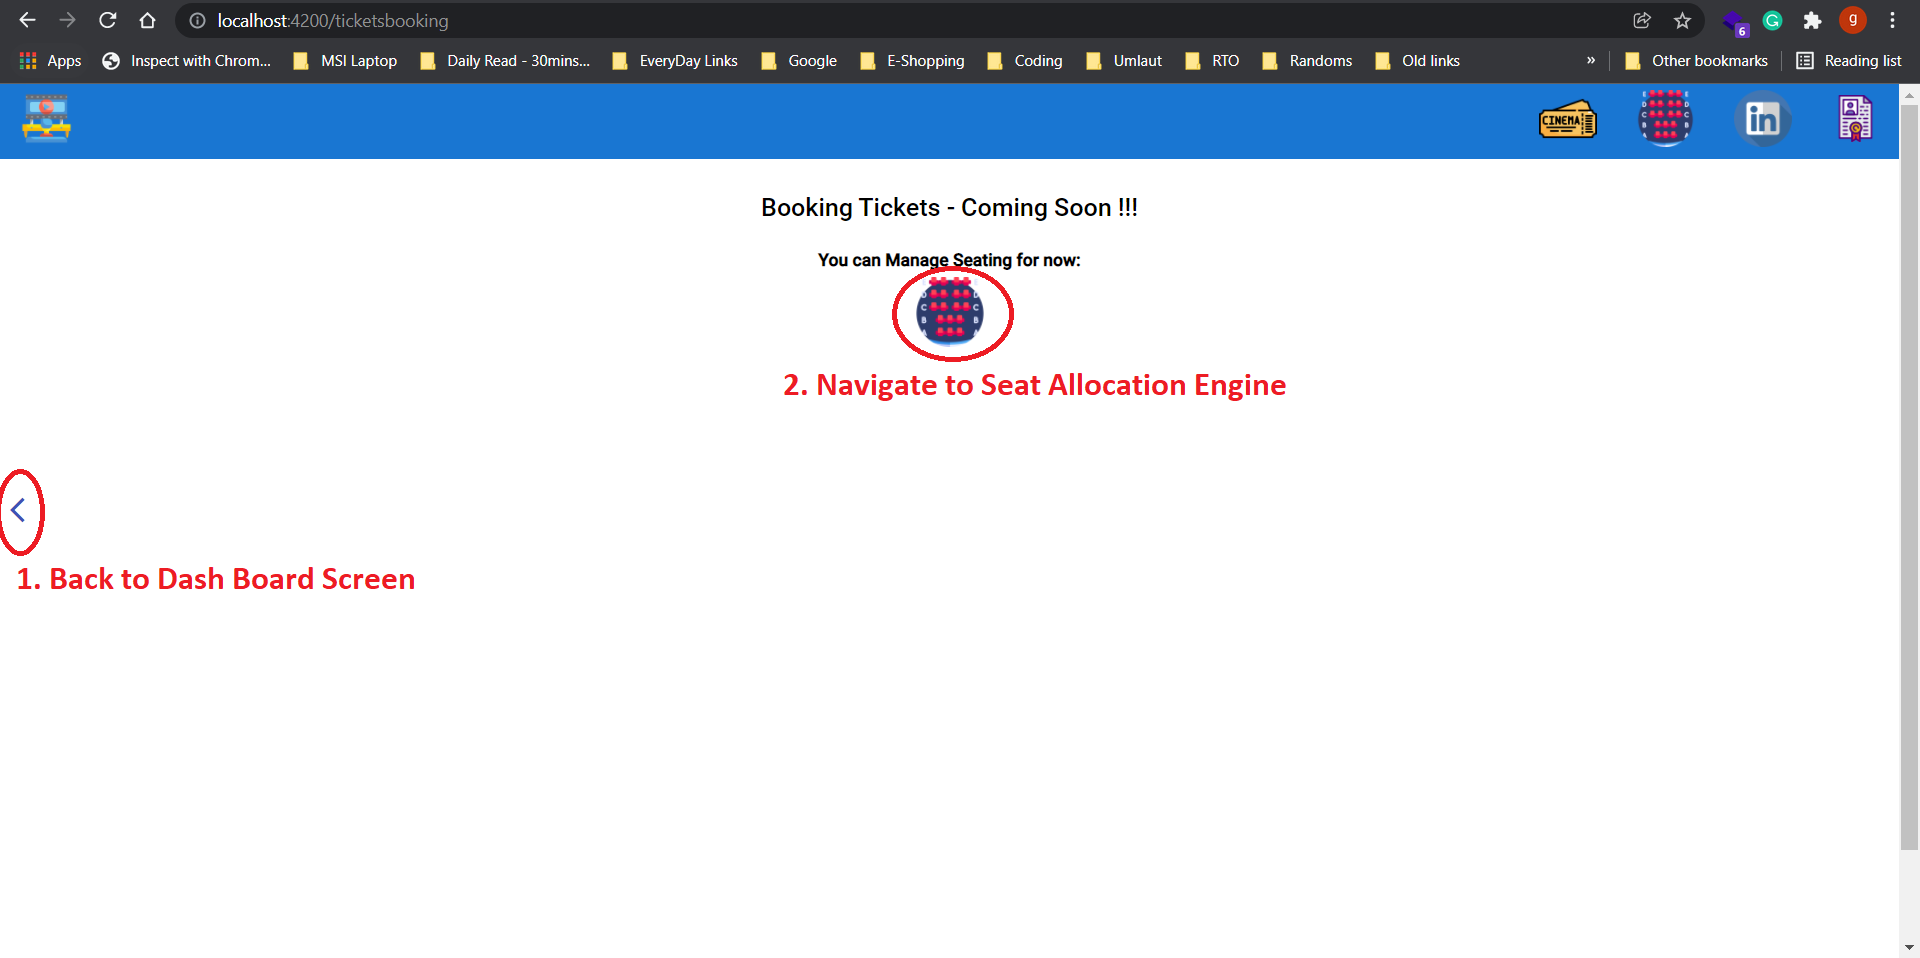 localhost:4200/ticketsbooking
6
G
g
Apps Inspect with Chrom... MSI Laptop Daily Read - 30mins... EveryDay Links Google E-Shopping Coding Umlaut RTO Randoms Old links » Other bookmarks Reading list
CINEMA
E E
D D
C C
B B
A A
in
Booking Tickets - Coming Soon !!!
You can Manage Seating for now:
D D
C C
B B
A A
2. Navigate to Seat Allocation Engine
1. Back to Dash Board Screen